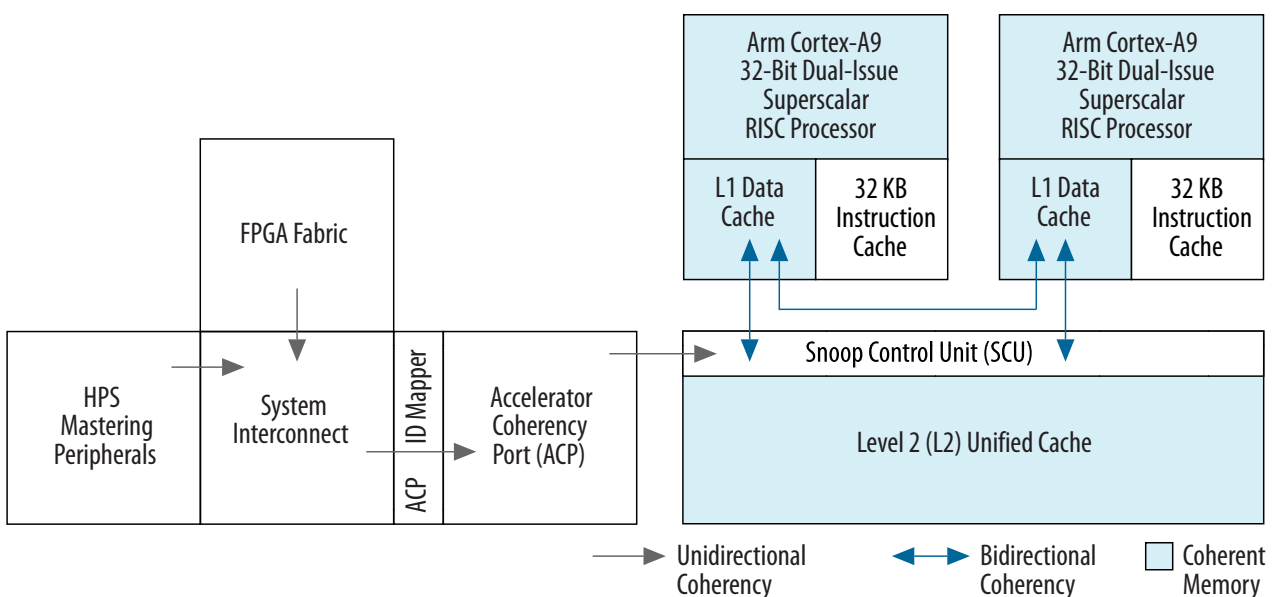 Arm Cortex-A9
32-Bit Dual-Issue
Superscalar
RISC Processor
Arm Cortex-A9
32-Bit Dual-Issue
Superscalar
RISC Processor
L1 Data
Cache
32 KB
Instruction
Cache
L1 Data
Cache
32 KB
Instruction
Cache
FPGA Fabric
HPS
Mastering
Peripherals
System
Interconnect
ACP ID Mapper
Accelerator
Coherency
Port (ACP)
Snoop Control Unit (SCU)
Level 2 (L2) Unified Cache
Unidirectional
Coherency
Bidirectional
Coherency
Coherent
Memory